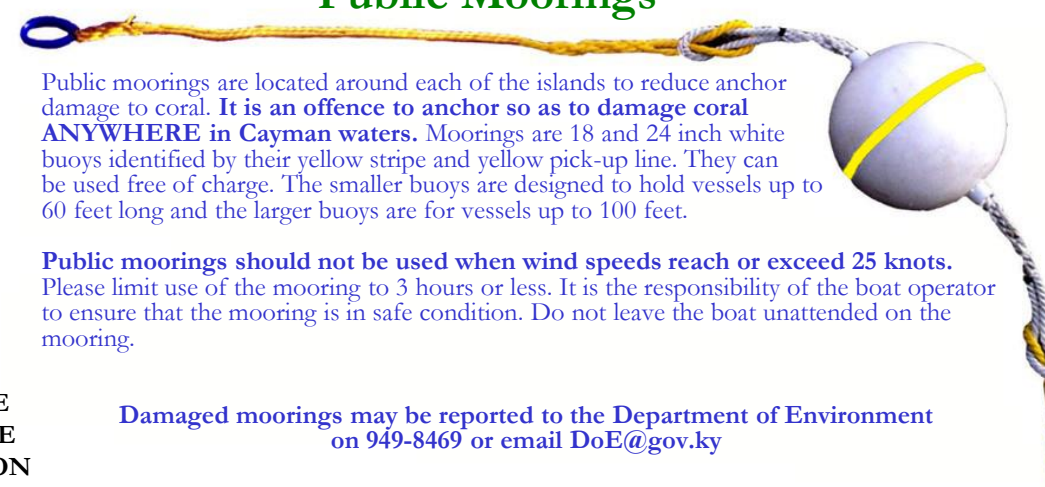 Public Moorings
Public moorings are located around each of the islands to reduce anchor
damage to coral. It is an offence to anchor so as to damage coral
ANYWHERE in Cayman waters. Moorings are 18 and 24 inch white
buoys identified by their yellow stripe and yellow pick-up line. They can
be used free of charge. The smaller buoys are designed to hold vessels up to
60 feet long and the larger buoys are for vessels up to 100 feet.
Public moorings should not be used when wind speeds reach or exceed 25 knots.
Please limit use of the mooring to 3 hours or less. It is the responsibility of the boat operator
to ensure that the mooring is in safe condition. Do not leave the boat unattended on the
mooring.
Damaged moorings may be reported to the Department of Environment
on 949-8469 or email DoE@gov.ky